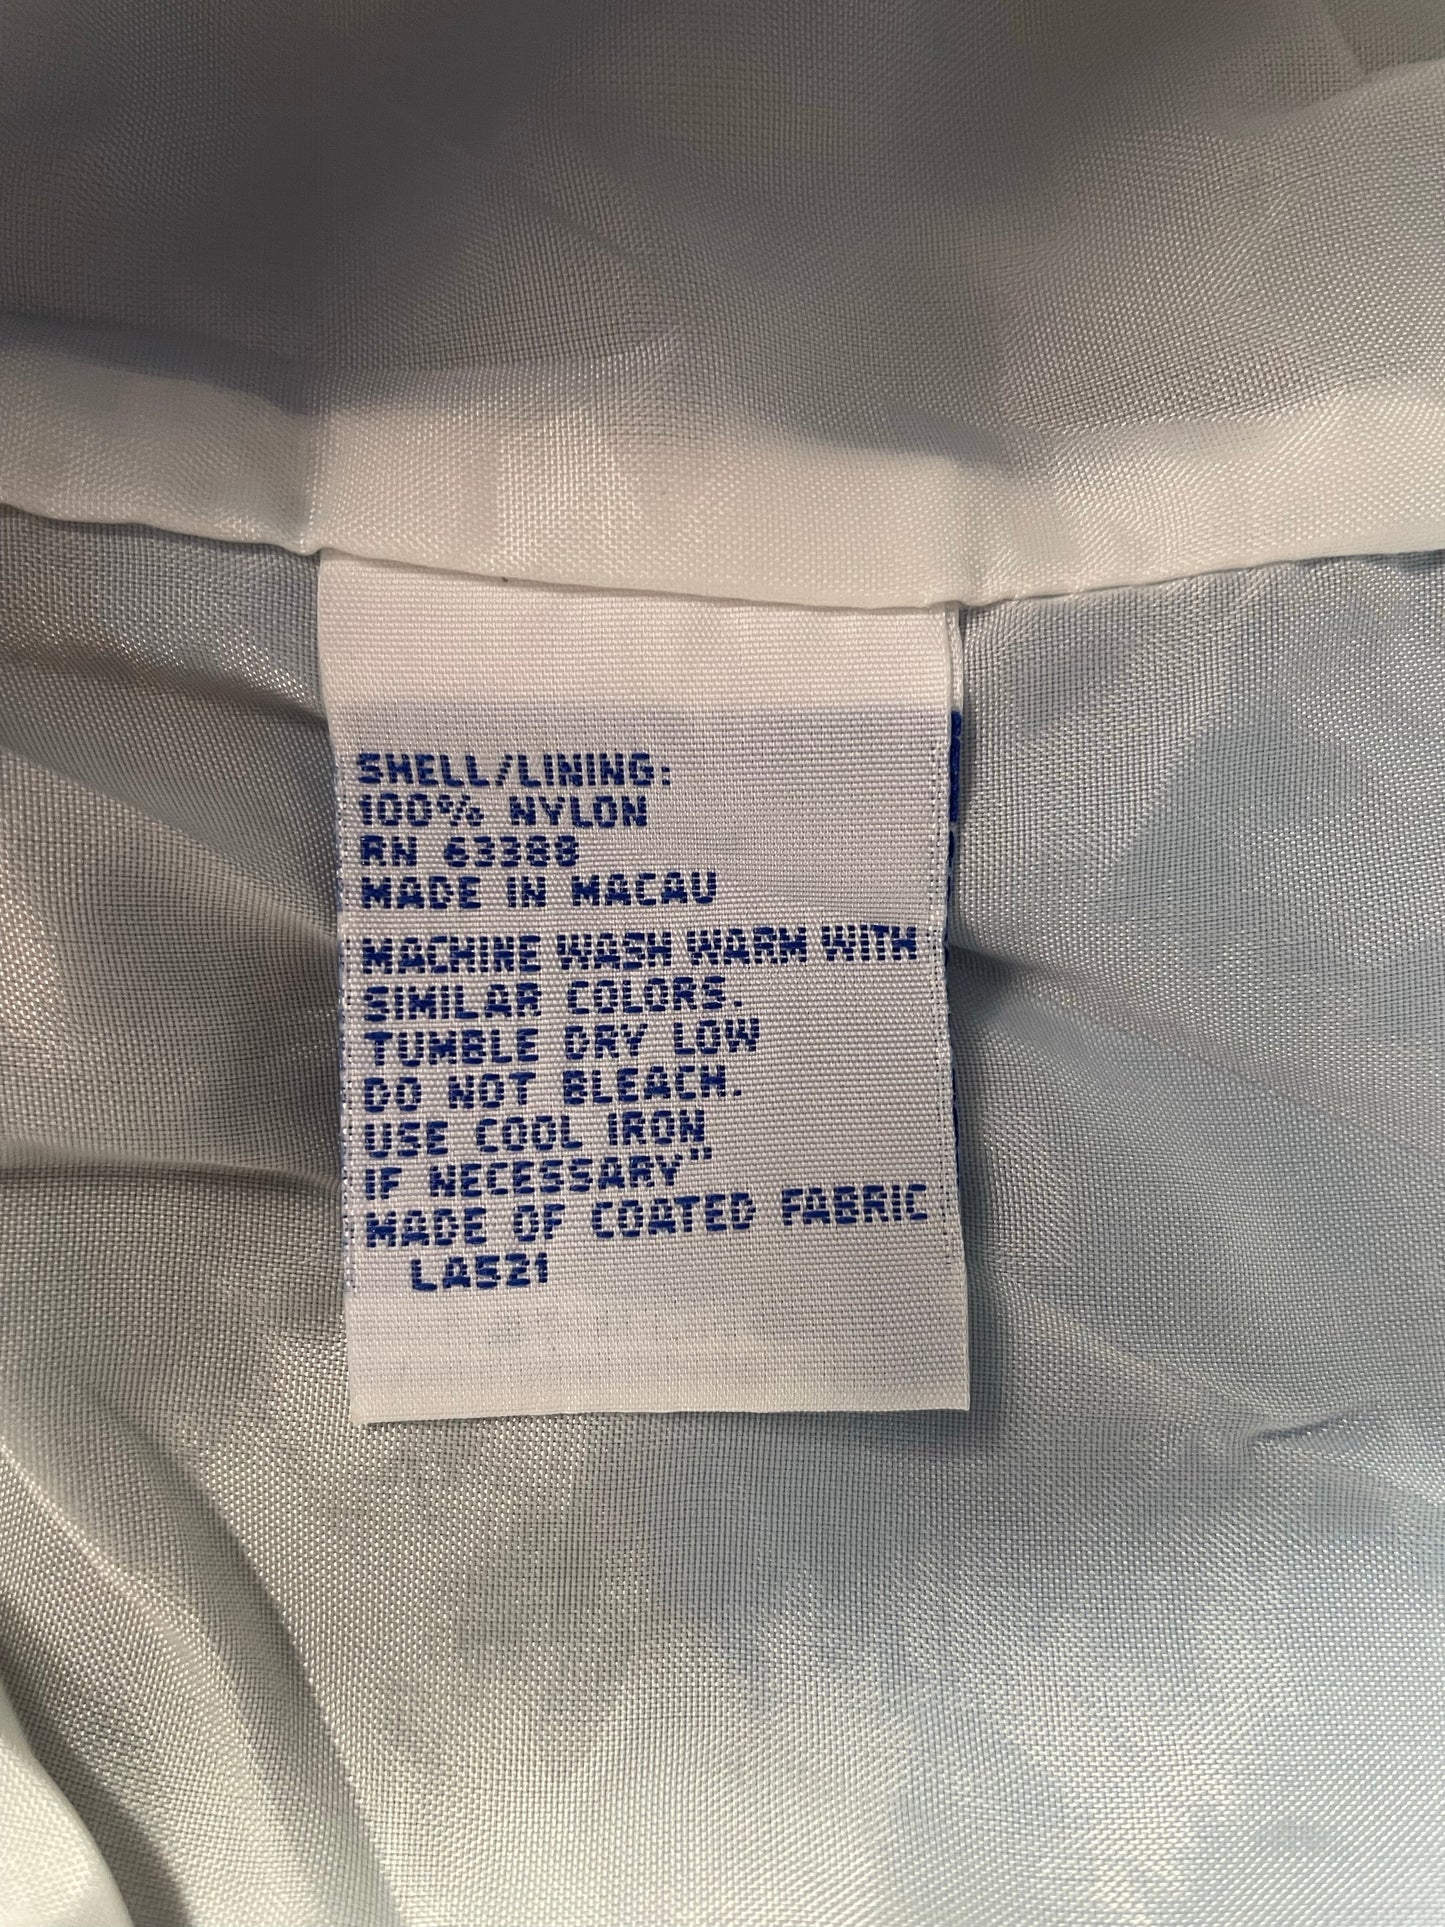 SHELL/LINING:
100% NYLON
RN 63388
MADE IN MACAU
MACHINE WASH WARM WITH
SIMILAR COLORS.
TUMBLE DRY LOW
DO NOT BLEACH.
USE COOL IRON
IF NECESSARY"
MADE OF COATED FABRIC
LA521